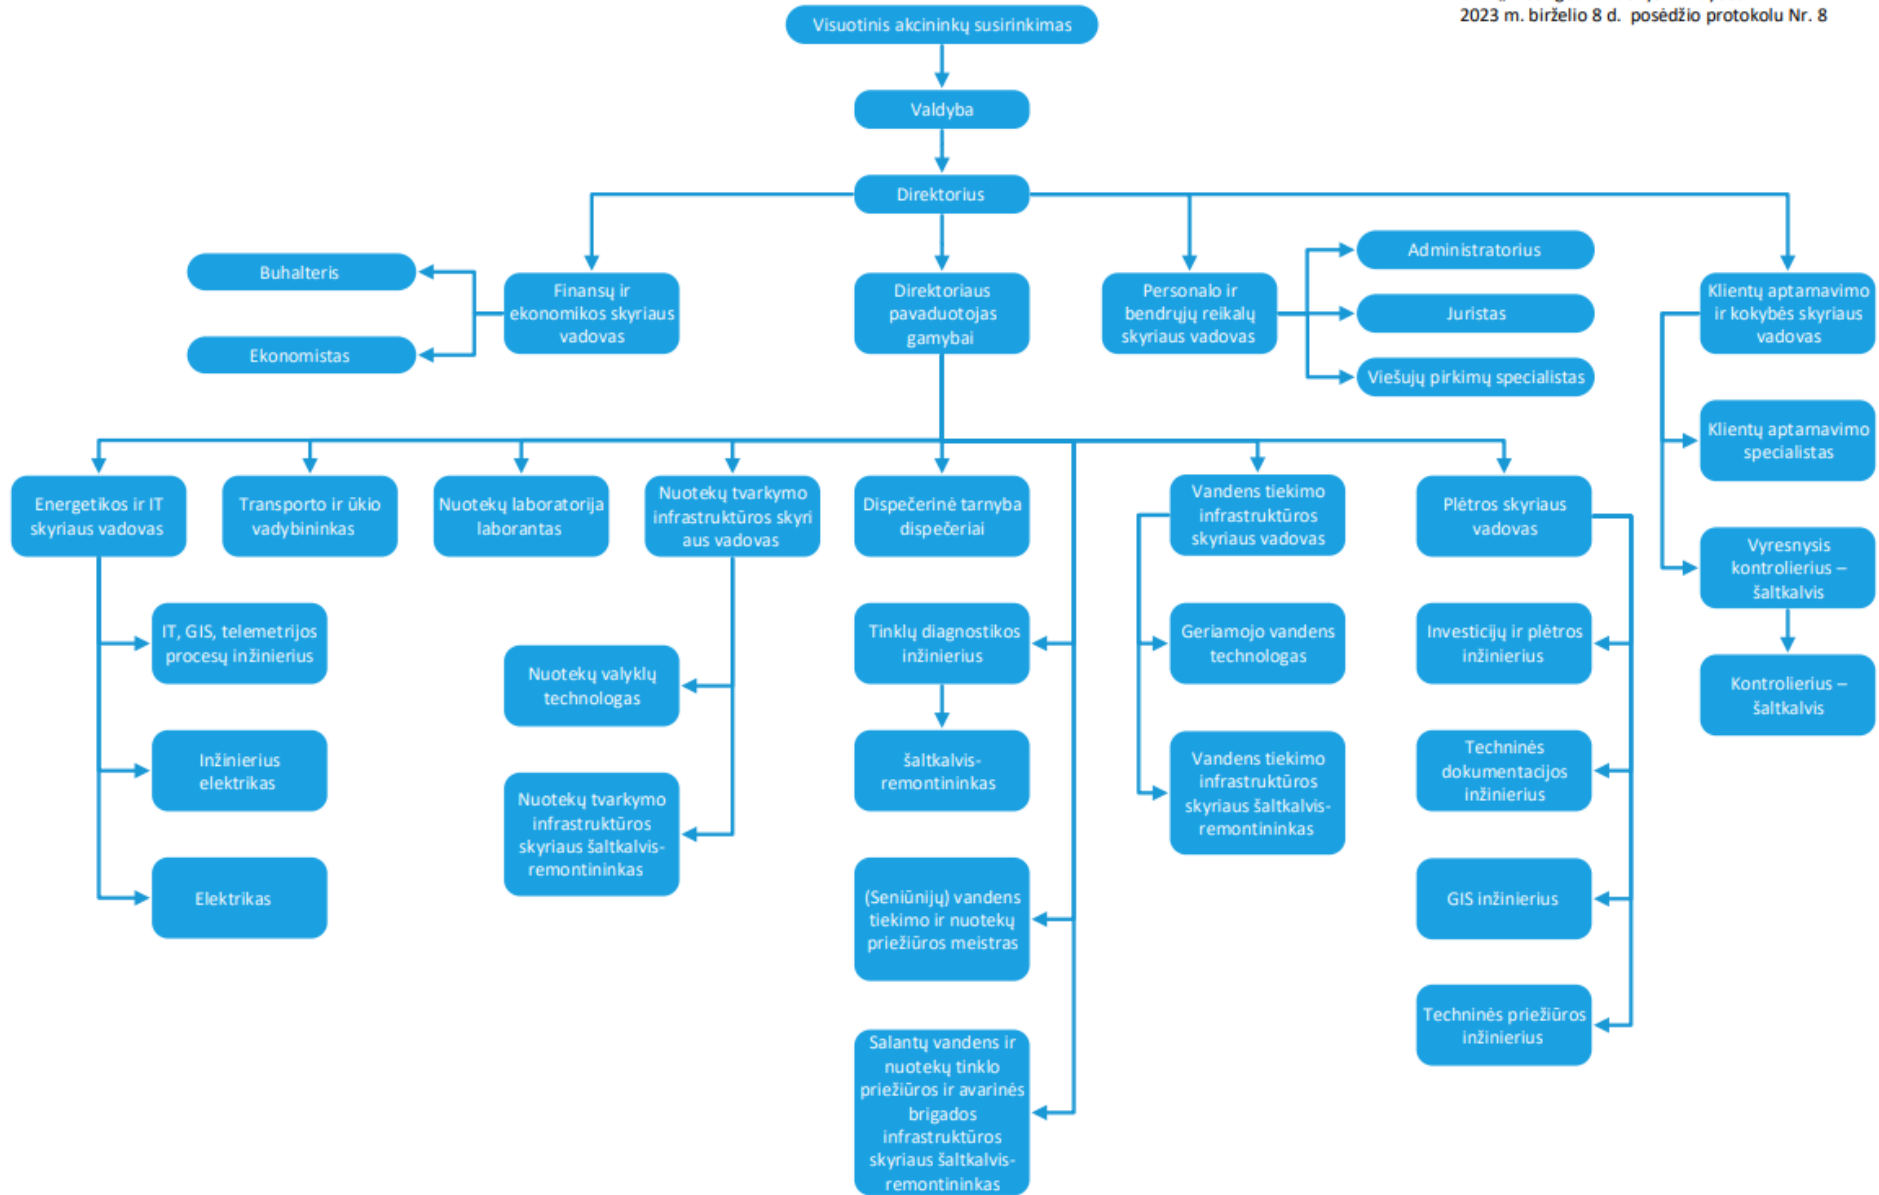 2023 m. birželio 8 d. posėdžio protokolu Nr. 8
Visuotinis akcininkų susirinkimas
Valdyba
Direktorius
Buhalteris
Ekonomistas
Finansų ir
ekonomikos skyriaus
vadovas
Direktoriaus
pavaduotojas
gamybai
Personalo ir
bendrųjų reikalų
skyriaus vadovas
Administratorius
Juristas
Viešujų pirkimų specialistas
Klientų aptarnavimo
ir kokybės skyriaus
vadovas
Klientų aptarnavimo
specialistas
Vyresnysis
kontrolierius –
šaltkalvis
Kontrolierius –
šaltkalvis
Energetikos ir IT
skyriaus vadovas
Transporto ir ūkio
vadybininkas
Nuotekų laboratorija
laborantas
Nuotekų tvarkymo
infrastruktūros skyri
aus vadovas
Dispečerinė tarnyba
dispečeriai
Vandens tiekimo
infrastruktūros
skyriaus vadovas
Plėtros skyriaus
vadovas
IT, GIS, telemetrijos
procesų inžinierius
Inžinierius
elektrikas
Elektrikas
Nuotekų valyklų
technologas
Nuotekų tvarkymo
infrastruktūros
skyriaus šaltkalvis-
remontininkas
Tinklų diagnostikos
inžinierius
šaltkalvis-
remontininkas
(Seniūnijų) vandens
tiekimo ir nuotekų
priežiūros meistras
Salantų vandens ir
nuotekų tinklo
priežiūros ir avarinės
brigados
infrastruktūros
skyriaus šaltkalvis-
remontininkas
Geriamojo vandens
technologas
Vandens tiekimo
infrastruktūros
skyriaus šaltkalvis-
remontininkas
Investicijų ir plėtros
inžinierius
Techninės
dokumentacijos
inžinierius
GIS inžinierius
Techninės priežiūros
inžinierius